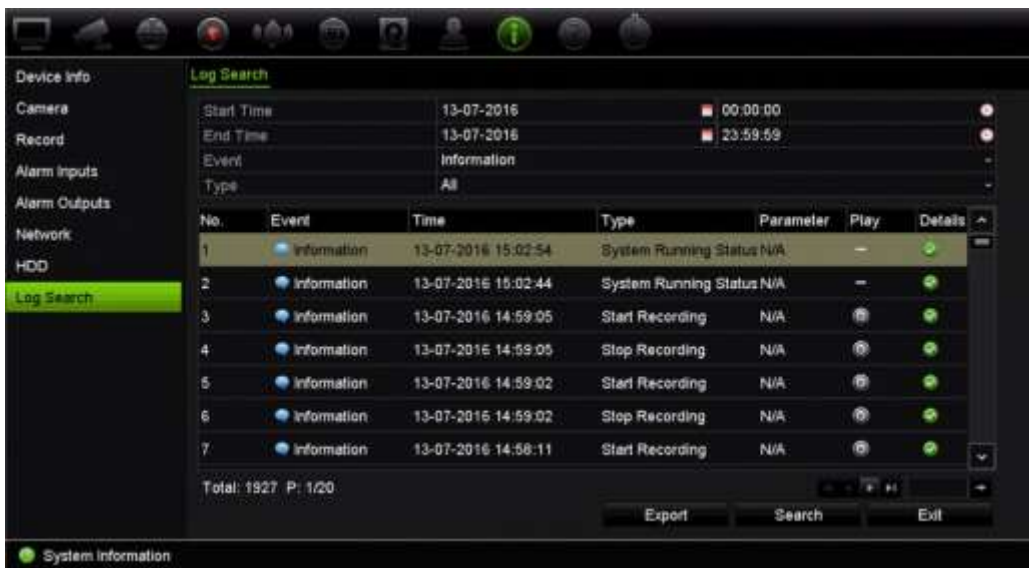 Device Info
Camera
Record
Alarm Inputs
Alarm Outputs
Network
HDD
Log Search
Log Search
Start Time 13-07-2016 00:00:00
End Time 13-07-2016 23:59:59
Event Information
Type All
No. Event Time Type Parameter Play Details
1 Information 13-07-2016 15:02:54 System Running Status N/A
2 Information 13-07-2016 15:02:44 System Running Status N/A
3 Information 13-07-2016 14:59:05 Start Recording N/A
4 Information 13-07-2016 14:59:05 Stop Recording N/A
5 Information 13-07-2016 14:59:02 Start Recording N/A
6 Information 13-07-2016 14:59:02 Stop Recording N/A
7 Information 13-07-2016 14:58:11 Start Recording N/A
Total: 1927 P: 1/20
Export Search Exit
System Information